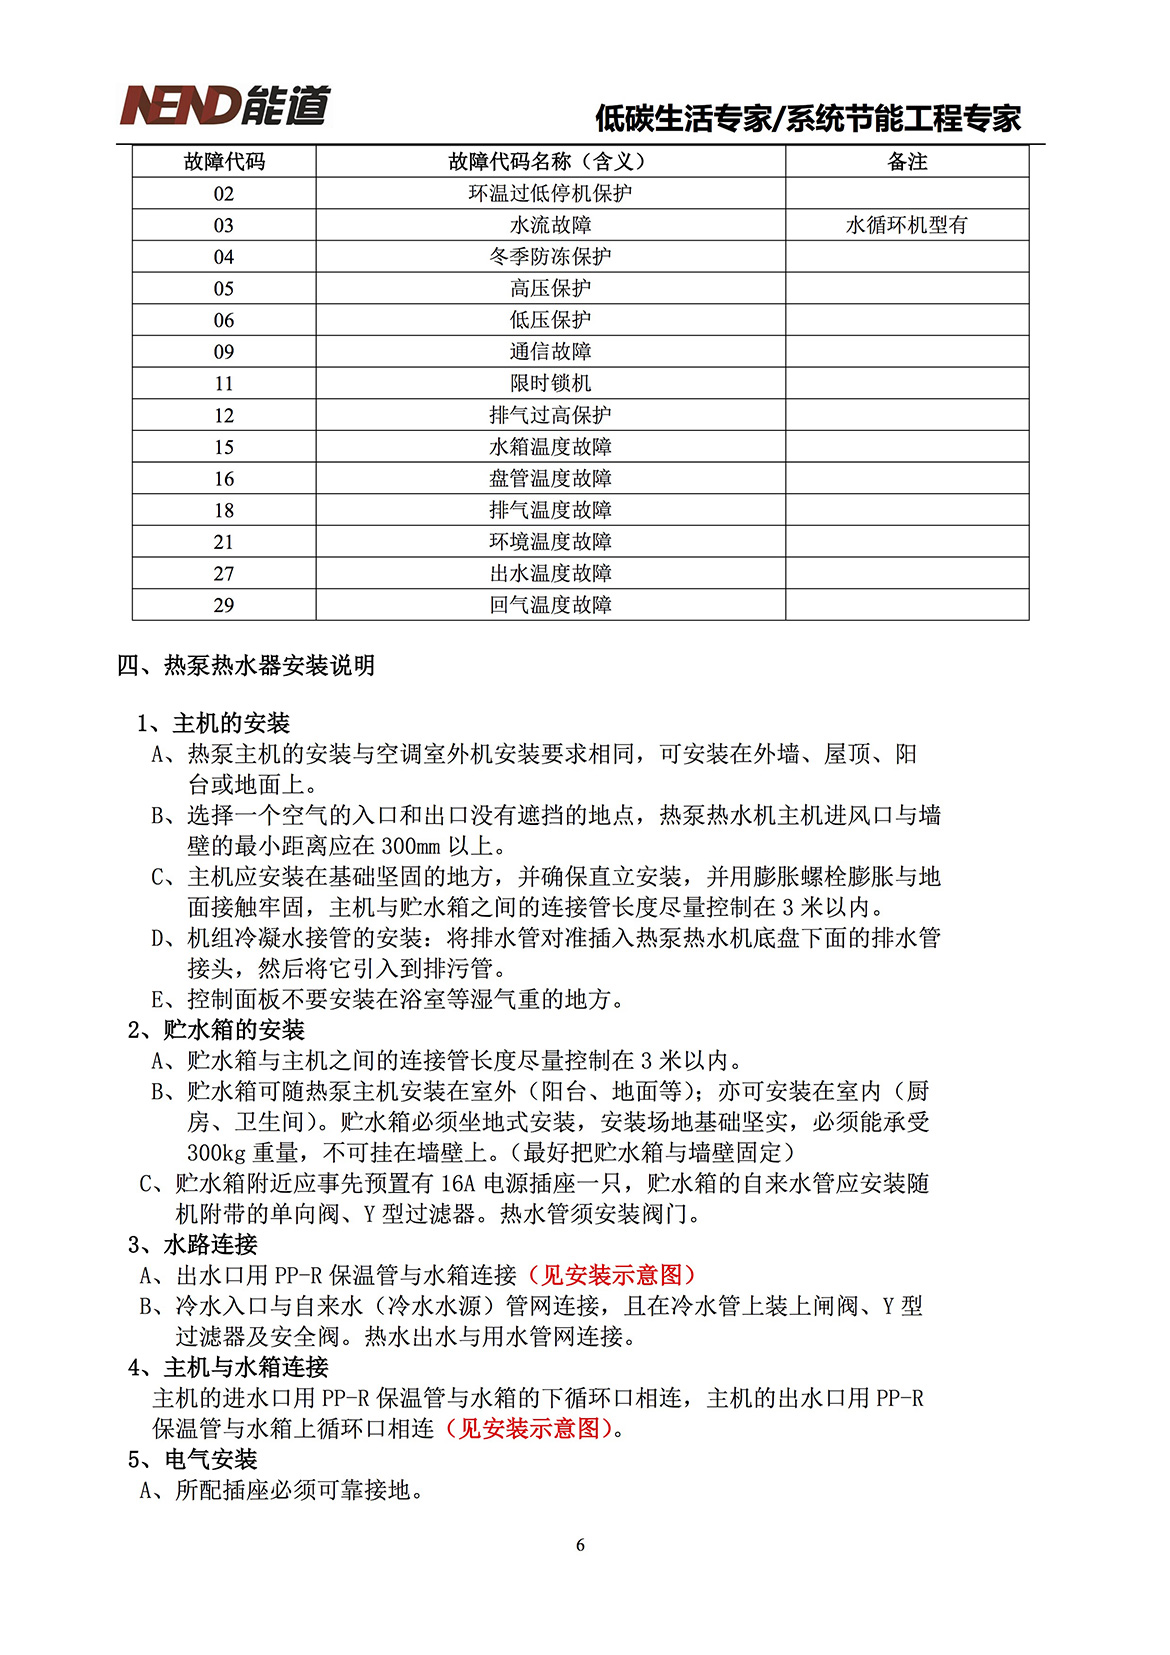 NEND能道
低碳生活专家/系统节能工程专家
故障代码 故障代码名称（含义） 备注
02 环温过低停机保护
03 水流故障 水循环机型有
04 冬季防冻保护
05 高压保护
06 低压保护
09 通信故障
11 限时锁机
12 排气过高保护
15 水箱温度故障
16 盘管温度故障
18 排气温度故障
21 环境温度故障
27 出水温度故障
29 回气温度故障
四、热泵热水器安装说明
1、主机的安装
A、热泵主机的安装与空调室外机安装要求相同，可安装在外墙、屋顶、阳
台或地面上。
B、选择一个空气的入口和出口没有遮挡的地点，热泵热水机主机进风口与墙
壁的最小距离应在 300mm 以上。
C、主机应安装在基础坚固的地方，并确保直立安装，并用膨胀螺栓膨胀与地
面接触牢固，主机与贮水箱之间的连接管长度尽量控制在 3 米以内。
D、机组冷凝水接管的安装：将排水管对准插入热泵热水机底盘下面的排水管
接头，然后将它引入到排污管。
E、控制面板不要安装在浴室等湿气重的地方。
2、贮水箱的安装
A、贮水箱与主机之间的连接管长度尽量控制在 3 米以内。
B、贮水箱可随热泵主机安装在室外（阳台、地面等）；亦可安装在室内（厨
房、卫生间）。贮水箱必须坐地式安装，安装场地基础坚实，必须能承受
300kg 重量，不可挂在墙壁上。（最好把贮水箱与墙壁固定）
C、贮水箱附近应事先预置有 16A 电源插座一只，贮水箱的自来水管应安装随
机附带的单向阀、Y 型过滤器。热水管须安装阀门。
3、水路连接
A、出水口用 PP-R 保温管与水箱连接（见安装示意图）
B、冷水入口与自来水（冷水水源）管网连接，且在冷水管上装上闸阀、Y 型
过滤器及安全阀。热水出水与用水管网连接。
4、主机与水箱连接
主机的进水口用 PP-R 保温管与水箱的下循环口相连，主机的出水口用 PP-R
保温管与水箱上循环口相连（见安装示意图）。
5、电气安装
A、所配插座必须可靠接地。
6